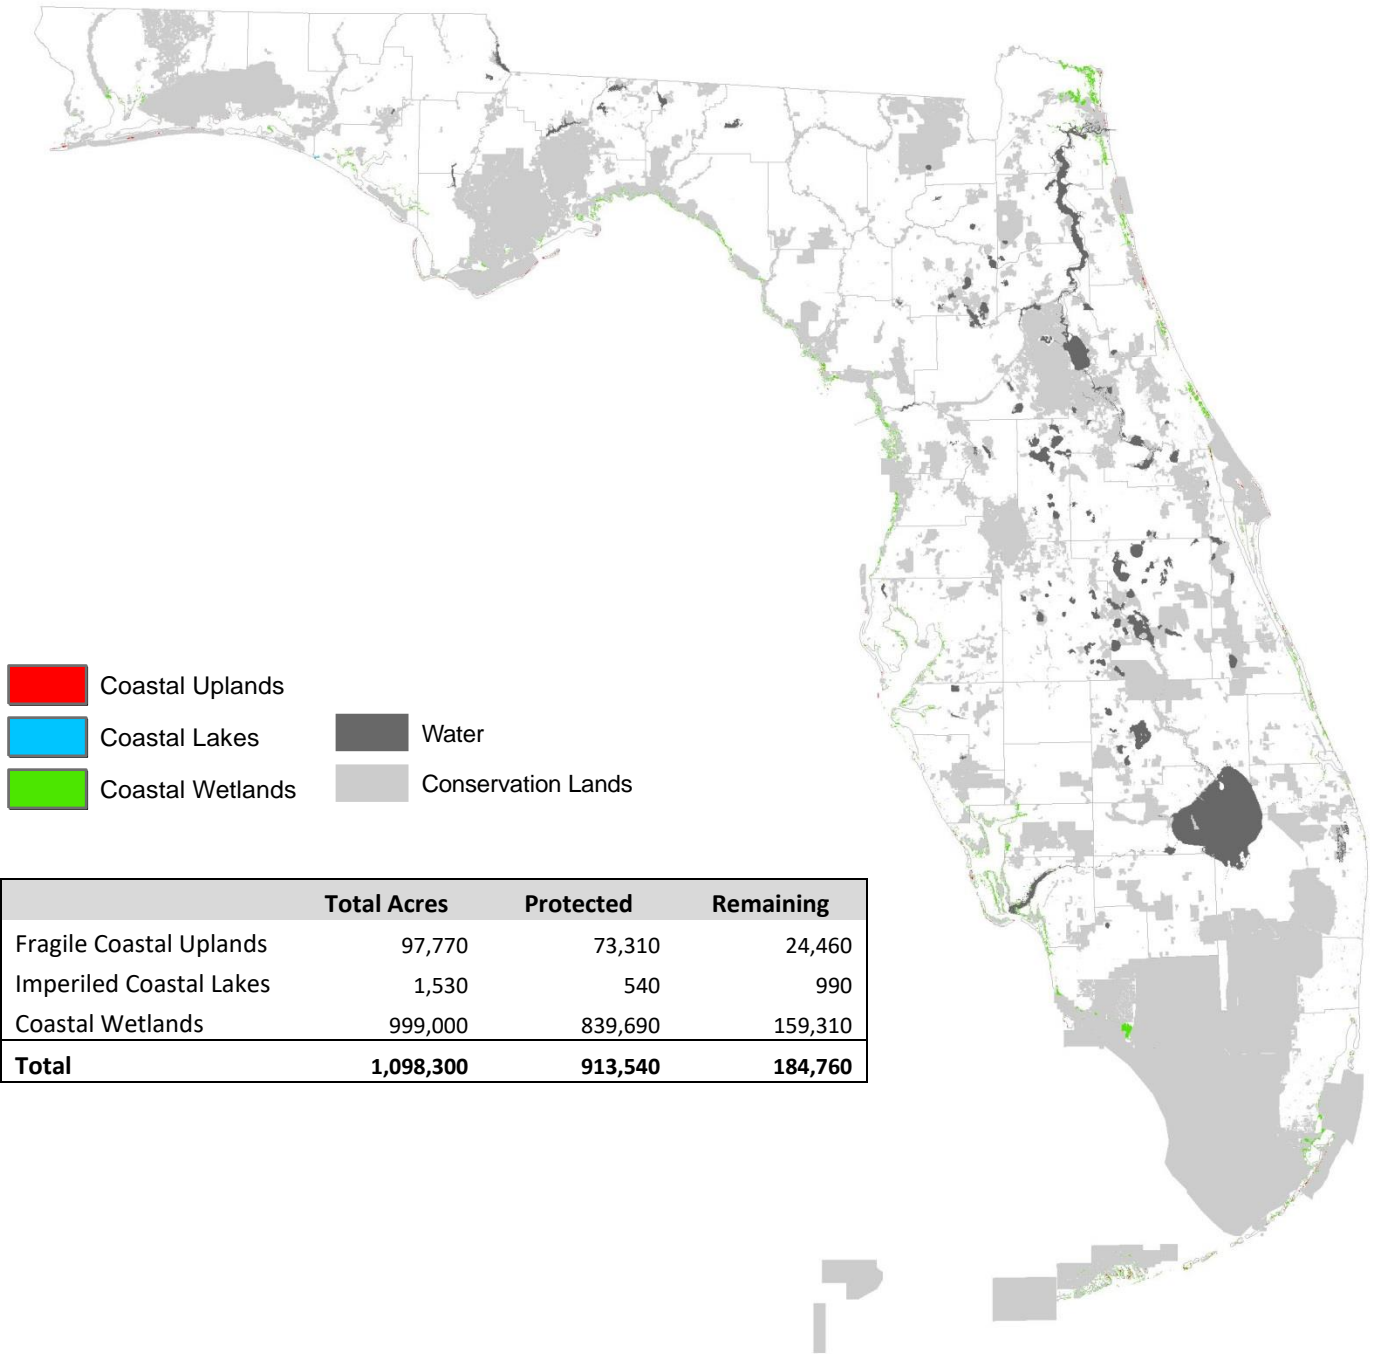 Coastal Uplands
Coastal Lakes
Coastal Wetlands
Water
Conservation Lands
Total Acres Protected Remaining
Fragile Coastal Uplands 97,770 73,310 24,460
Imperiled Coastal Lakes 1,530 540 990
Coastal Wetlands 999,000 839,690 159,310
Total 1,098,300 913,540 184,760